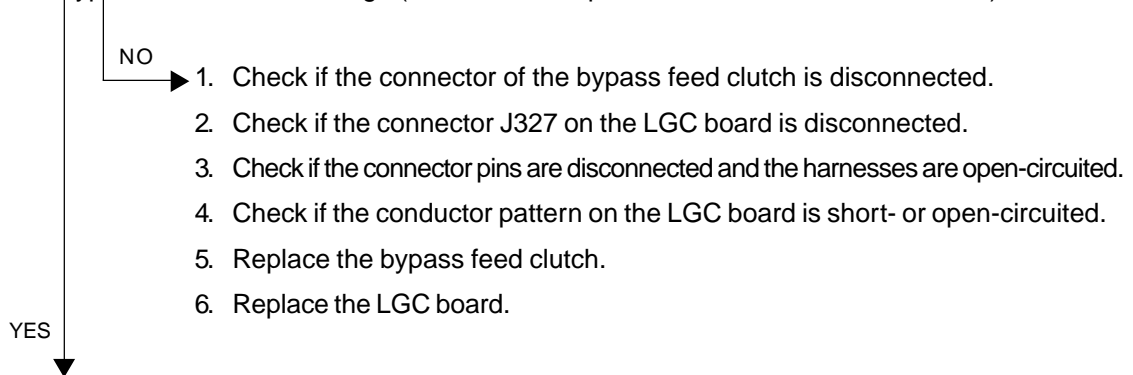 NO
1. Check if the connector of the bypass feed clutch is disconnected.
2. Check if the connector J327 on the LGC board is disconnected.
3. Check if the connector pins are disconnected and the harnesses are open-circuited.
4. Check if the conductor pattern on the LGC board is short- or open-circuited.
5. Replace the bypass feed clutch.
6. Replace the LGC board.
YES